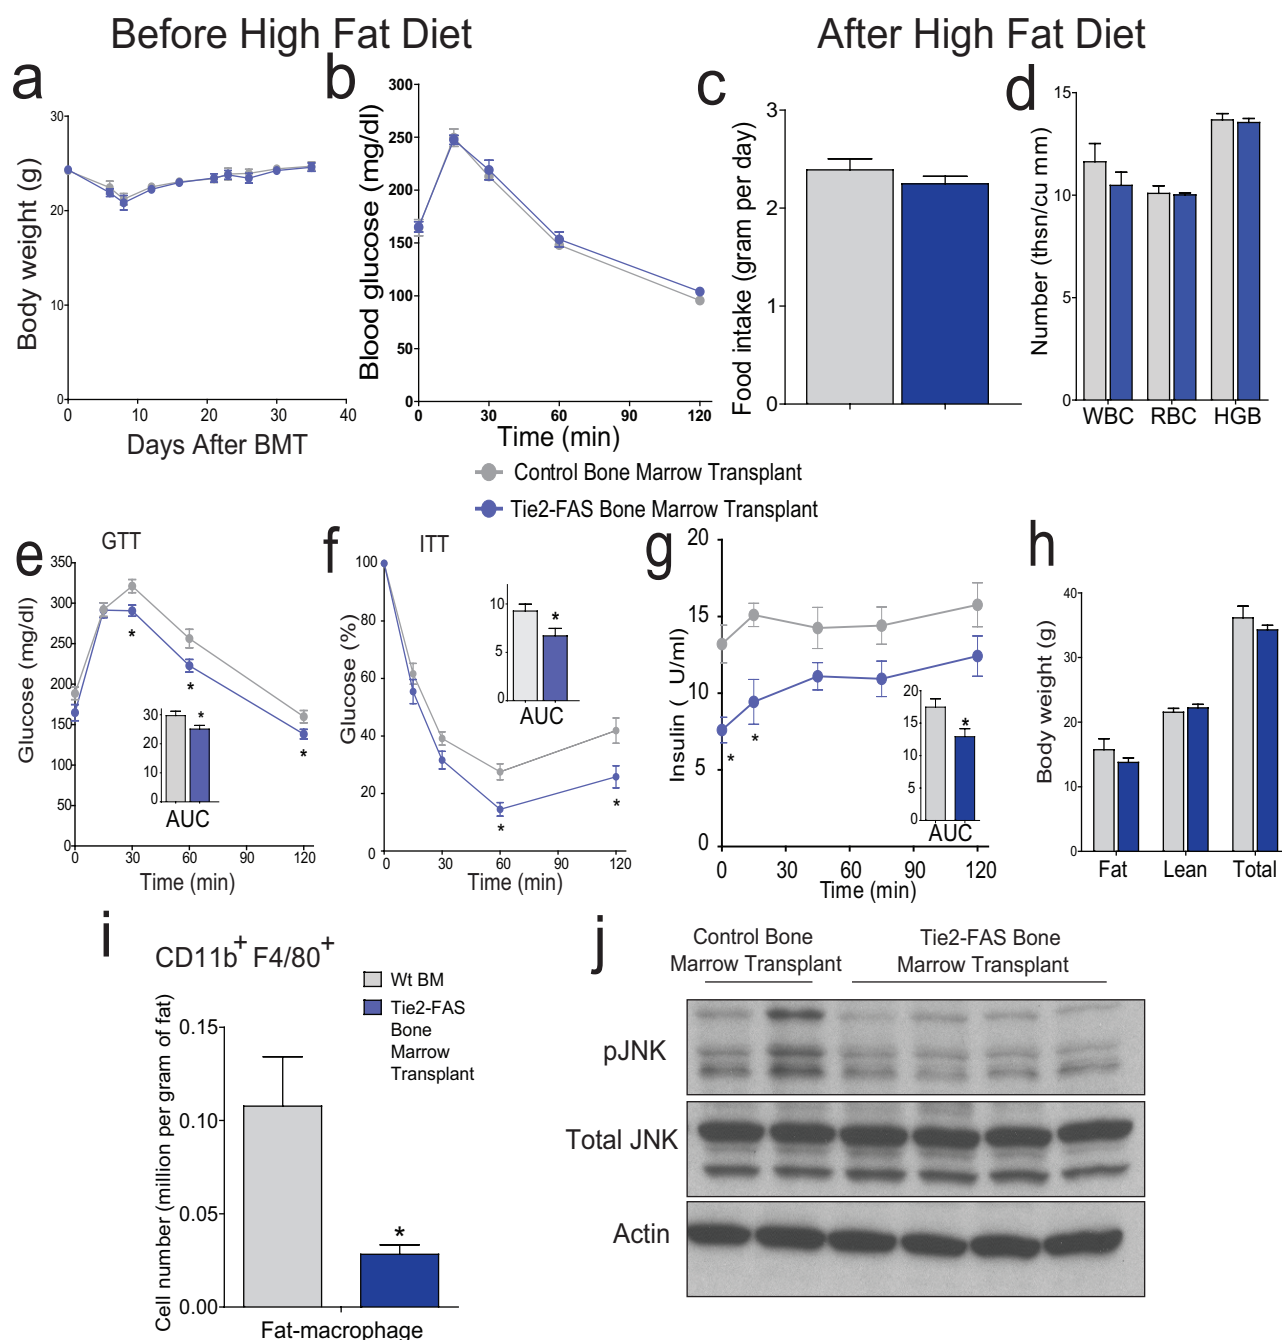 Before High Fat Diet
After High Fat Diet
a
Body weight (g)
30
20
10
0
0 10 20 30 40
Days After BMT
b
Blood glucose (mg/dl)
300
250
200
150
100
50
0
0 30 60 90 120
Time (min)
c
Food intake (gram per day)
3
2
1
0
d
Number (thsn/cu mm)
15
10
5
0
WBC RBC HGB
Control Bone Marrow Transplant
Tie2-FAS Bone Marrow Transplant
e
GTT
Glucose (mg/dl)
350
300
250
200
150
100
50
0
0 30 60 90 120
Time (min)
* * *
30
20
10
0
*
AUC
f
ITT
Glucose (%)
100
80
60
40
20
0
0 30 60 90 120
Time (min)
* *
10
5
0
*
AUC
g
Insulin ( U/ml)
20
15
10
5
0
0 30 60 90 120
Time (min)
* *
20
15
10
5
0
*
AUC
h
Body weight (g)
40
30
20
10
0
Fat Lean Total
i
CD11b+ F4/80+
Wt BM
Tie2-FAS
Bone
Marrow
Transplant
Cell number (million per gram of fat)
0.15
0.10
0.05
0.00
*
Fat-macrophage
j
Control Bone
Marrow Transplant
Tie2-FAS Bone
Marrow Transplant
pJNK
Total JNK
Actin